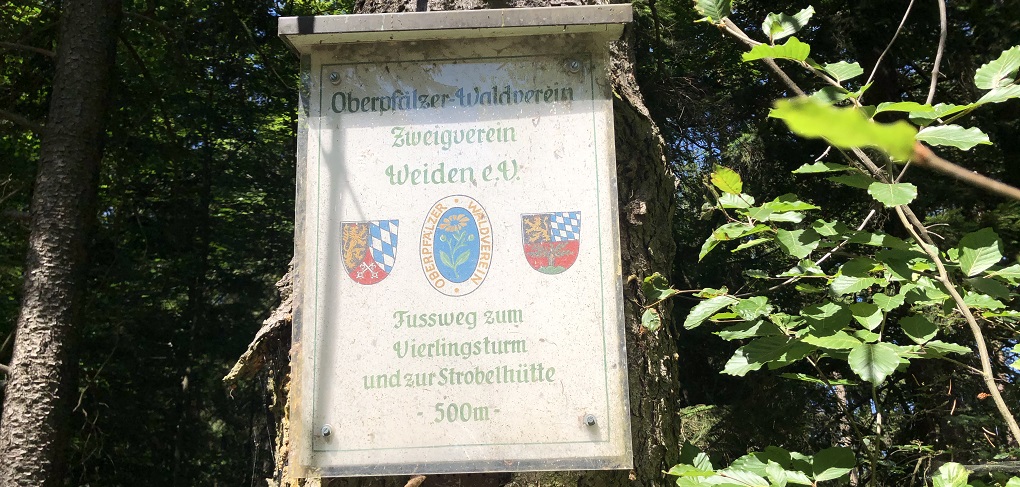 Oberpfälzer-Waldverein
Zweigverein
Weiden e.V.
OBERPFÄLZER · WALDVEREIN ·
Fussweg zum
Vierlingsturm
und zur Strobelhütte
- 500m -